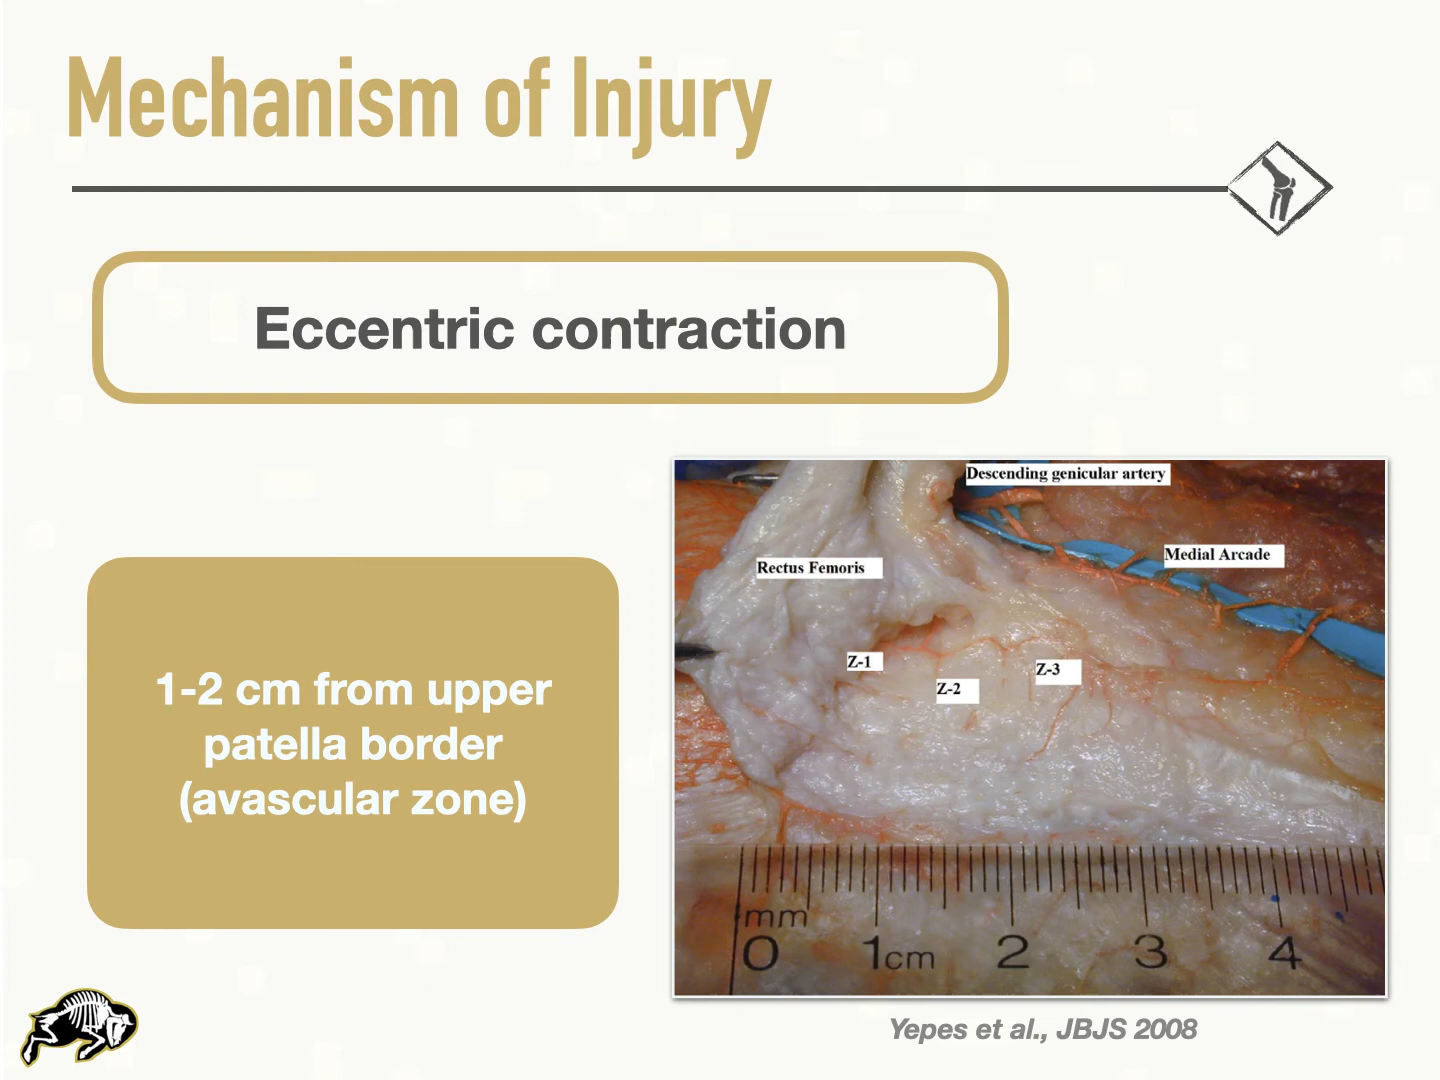 Mechanism of Injury
Eccentric contraction
Descending genicular artery
Medial Arcade
Rectus Femoris
Z-1
Z-3
Z-2
1-2 cm from upper
patella border
(avascular zone)
mm
0 1cm 2 3 4
Yepes et al., JBJS 2008